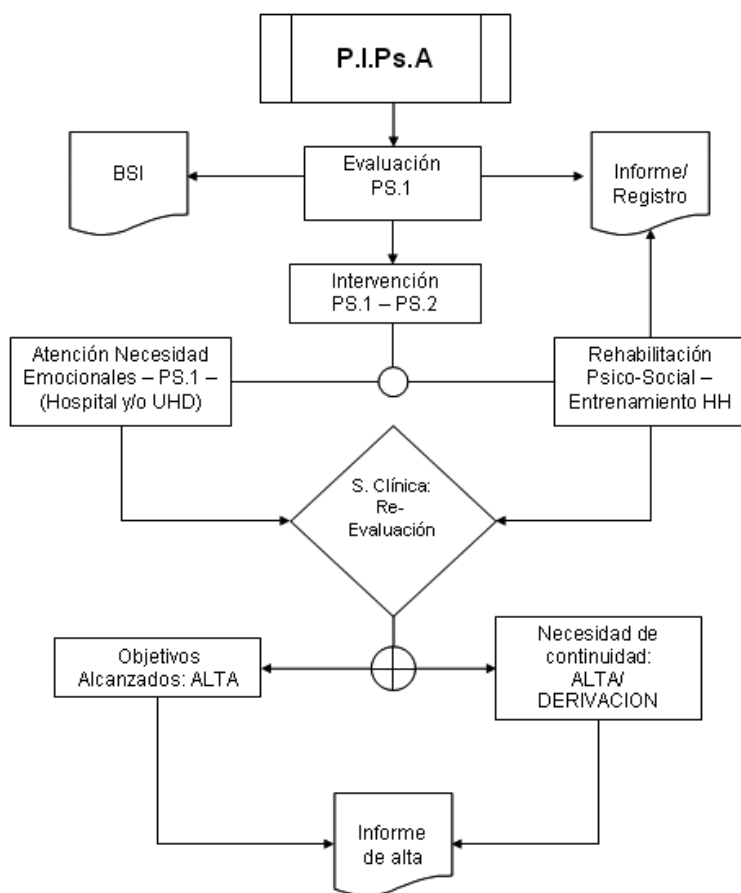 P.I.Ps.A
BSI
Evaluación
PS.1
Informe/
Registro
Intervención
PS.1 – PS.2
Atención Necesidad
Emocionales – PS.1 –
(Hospital y/o UHD)
Rehabilitación
Psico-Social –
Entrenamiento HH
S. Clínica:
Re-
Evaluación
Objetivos
Alcanzados: ALTA
Necesidad de
continuidad:
ALTA/
DERIVACION
Informe
de alta